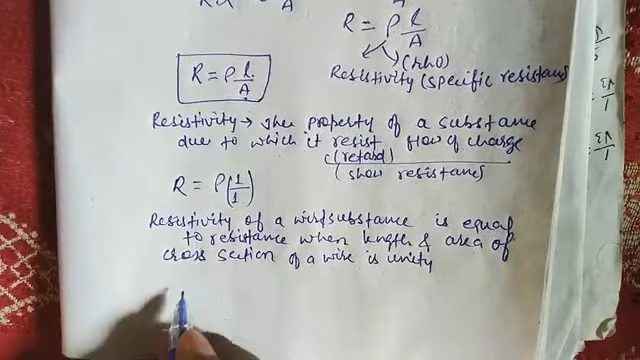 R = ρ l/A
(rho)
Resistivity (specific resistans
R = ρ l/A
Resistivity → The property of a substance
due to which it resist flow of charge
(retard)
(show resistans)
R = ρ(1/1)
Resistivity of a wire/substance is equal
to resistance when length & area of
cross section of a wire is unity